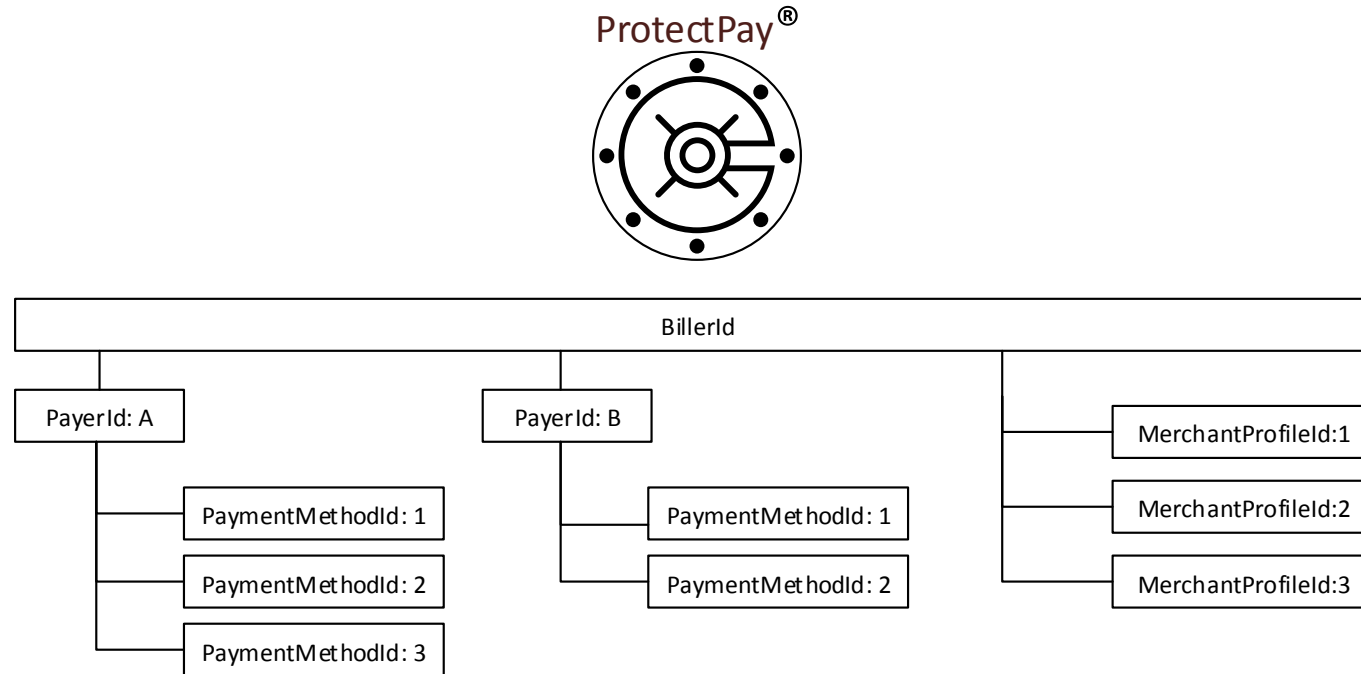 ProtectPay®
BillerId
PayerId: A
PaymentMethodId: 1
PaymentMethodId: 2
PaymentMethodId: 3
PayerId: B
PaymentMethodId: 1
PaymentMethodId: 2
MerchantProfileId:1
MerchantProfileId:2
MerchantProfileId:3